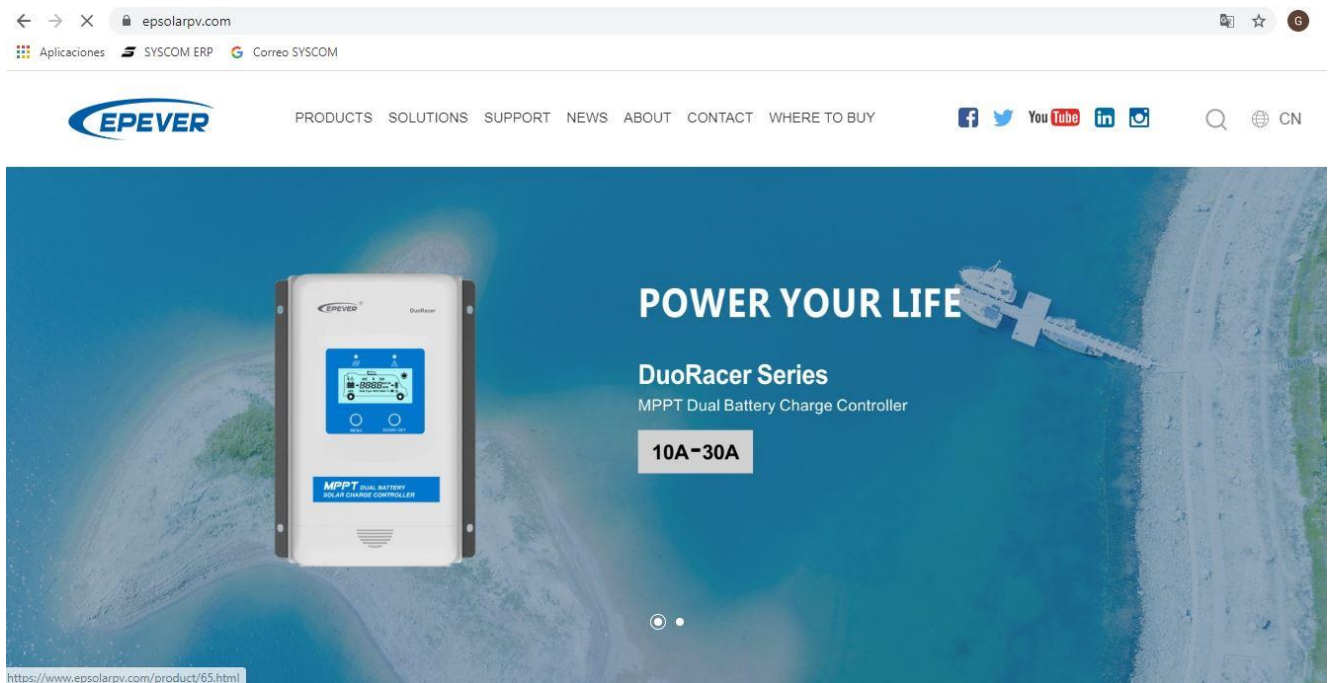 epsolarpv.com
G
Aplicaciones SYSCOM ERP Correo SYSCOM
EPEVER PRODUCTS SOLUTIONS SUPPORT NEWS ABOUT CONTACT WHERE TO BUY You Tube in CN
POWER YOUR LIFE
EPEVER DuoRacer
DuoRacer Series
MPPT Dual Battery Charge Controller
10A-30A
MPPT DUAL BATTERY
SOLAR CHARGE CONTROLLER
https://www.epsolarpv.com/product/65.html